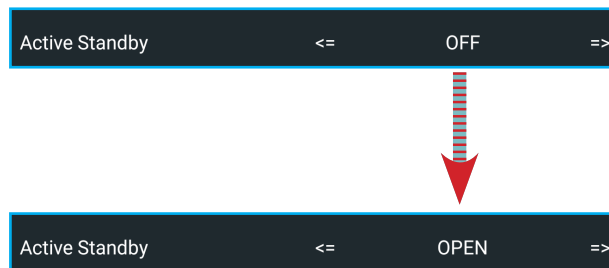 Active Standby <= OFF =>
Active Standby <= OPEN =>